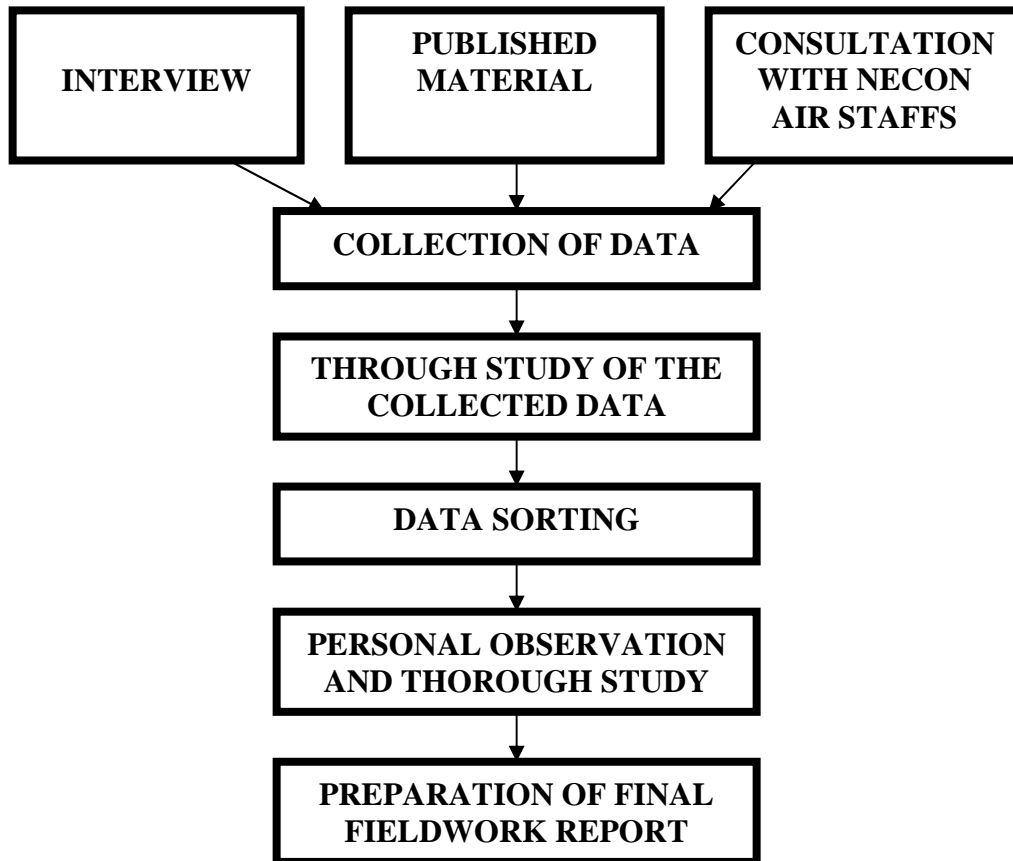 INTERVIEW
PUBLISHED
MATERIAL
CONSULTATION
WITH NECON
AIR STAFFS
COLLECTION OF DATA
THROUGH STUDY OF THE
COLLECTED DATA
DATA SORTING
PERSONAL OBSERVATION
AND THOROUGH STUDY
PREPARATION OF FINAL
FIELDWORK REPORT